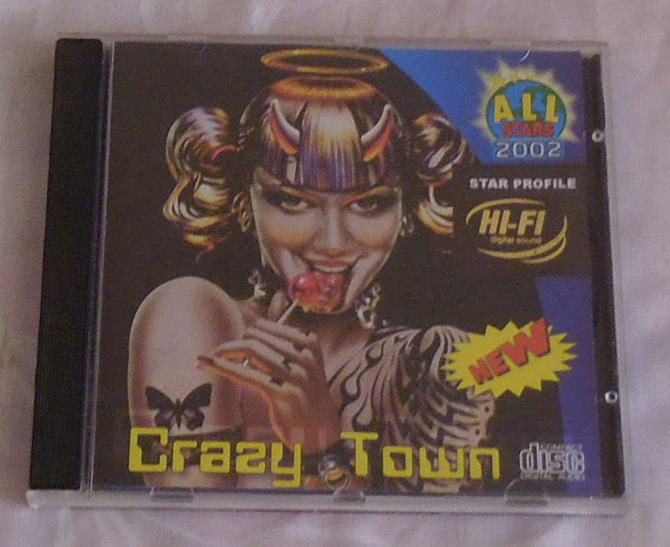 ALL
STARS
2002
STAR PROFILE
HI-FI
digital sound
NEW
Crazy Town
COMPACT
disc
DIGITAL AUDIO